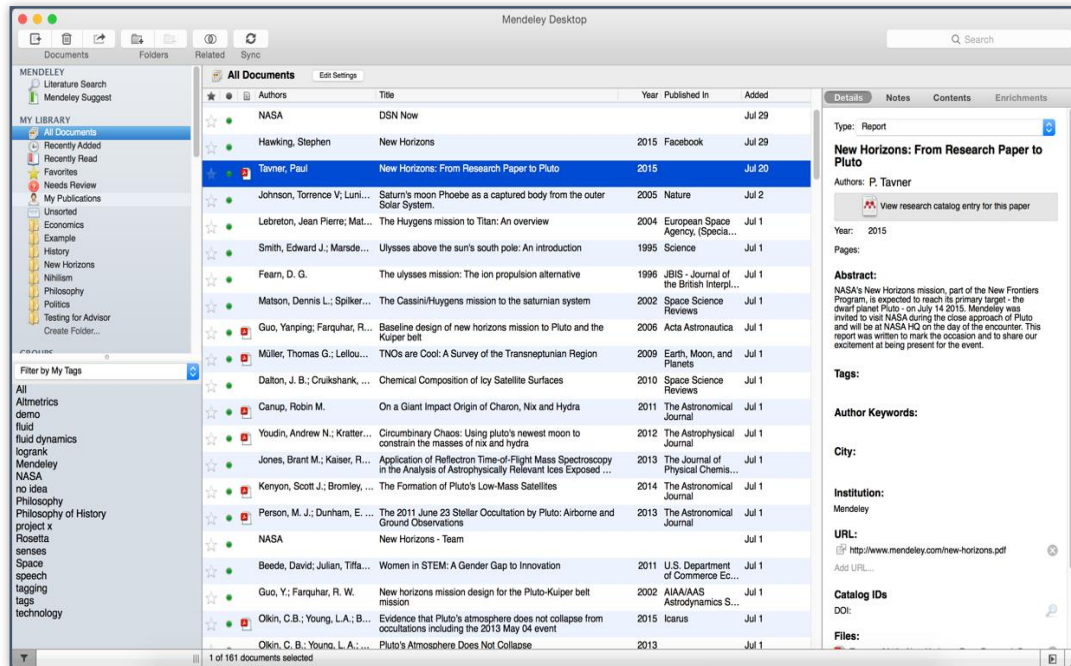 Mendeley Desktop
Documents Folders Related Sync
Search
MENDELEY
Literature Search
Mendeley Suggest
MY LIBRARY
All Documents
Recently Added
Recently Read
Favorites
Needs Review
My Publications
Unsorted
Economics
Example
History
New Horizons
Nihilism
Philosophy
Politics
Testing for Advisor
Create Folder...
GROUPS
Filter by My Tags
All
Altmetrics
demo
fluid
fluid dynamics
logrank
Mendeley
NASA
no idea
Philosophy
Philosophy of History
project x
Rosetta
senses
Space
speech
tagging
tags
technology
All Documents Edit Settings
Authors Title Year Published In Added
NASA DSN Now Jul 29
Hawking, Stephen New Horizons 2015 Facebook Jul 29
Tavner, Paul New Horizons: From Research Paper to Pluto 2015 Jul 20
Johnson, Torrence V; Luni... Saturn's moon Phoebe as a captured body from the outer 2005 Nature Jul 2
Solar System.
Lebreton, Jean Pierre; Mat... The Huygens mission to Titan: An overview 2004 European Space Jul 1
Agency, (Specia...
Smith, Edward J.; Marsde... Ulysses above the sun's south pole: An introduction 1995 Science Jul 1
Fearn, D. G. The ulysses mission: The ion propulsion alternative 1996 JBIS - Journal of Jul 1
the British Interpl...
Matson, Dennis L.; Spilker... The Cassini/Huygens mission to the saturnian system 2002 Space Science Jul 1
Reviews
Guo, Yanping; Farquhar, R... Baseline design of new horizons mission to Pluto and the 2006 Acta Astronautica Jul 1
Kuiper belt
Müller, Thomas G.; Lellou... TNOs are Cool: A Survey of the Transneptunian Region 2009 Earth, Moon, and Jul 1
Planets
Dalton, J. B.; Cruikshank, ... Chemical Composition of Icy Satellite Surfaces 2010 Space Science Jul 1
Reviews
Canup, Robin M. On a Giant Impact Origin of Charon, Nix and Hydra 2011 The Astronomical Jul 1
Journal
Youdin, Andrew N.; Kratter... Circumbinary Chaos: Using pluto's newest moon to 2012 The Astrophysical Jul 1
constrain the masses of nix and hydra Journal
Jones, Brant M.; Kaiser, R... Application of Reflectron Time-of-Flight Mass Spectroscopy 2013 The Journal of Jul 1
in the Analysis of Astrophysically Relevant Ices Exposed ... Physical Chemis...
Kenyon, Scott J.; Bromley, ... The Formation of Pluto's Low-Mass Satellites 2014 The Astronomical Jul 1
Journal
Person, M. J.; Dunham, E. ... The 2011 June 23 Stellar Occultation by Pluto: Airborne and 2013 The Astronomical Jul 1
Ground Observations Journal
NASA New Horizons - Team Jul 1
Beede, David; Julian, Tiffa... Women in STEM: A Gender Gap to Innovation 2011 U.S. Department Jul 1
of Commerce Ec...
Guo, Y.; Farquhar, R. W. New horizons mission design for the Pluto-Kuiper belt 2002 AIAA/AAS Jul 1
mission Astrodynamics S...
Olkin, C.B.; Young, L.A.; B... Evidence that Pluto's atmosphere does not collapse from 2015 Icarus Jul 1
occultations including the 2013 May 04 event
Olkin, C. B.; Young, L. A.; ... Pluto's Atmosphere Does Not Collapse 2013 Jul 1
1 of 161 documents selected
Details Notes Contents Enrichments
Type: Report
New Horizons: From Research Paper to
Pluto
Authors: P. Tavner
View research catalog entry for this paper
Year: 2015
Pages:
Abstract:
NASA's New Horizons mission, part of the New Frontiers
Program, is expected to reach its primary target - the
dwarf planet Pluto - on July 14 2015. Mendeley was
invited to visit NASA during the close approach of Pluto
and will be at NASA HQ on the day of the encounter. This
report was written to mark the occasion and to share our
excitement at being present for the event.
Tags:
Author Keywords:
City:
Institution:
Mendeley
URL:
http://www.mendeley.com/new-horizons.pdf
Add URL...
Catalog IDs
DOI:
Files: